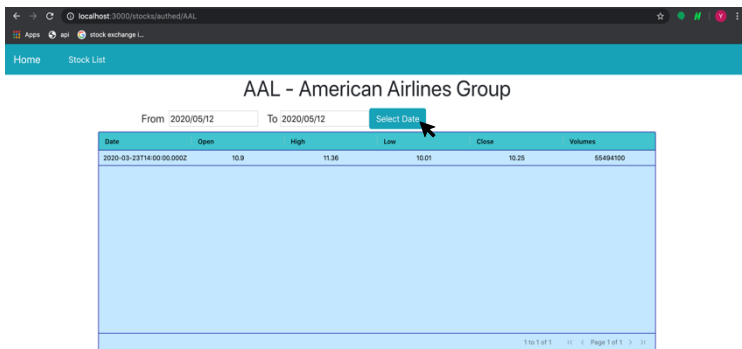 localhost:3000/stocks/authed/AAL
Apps api stock exchange i...
Home Stock List
AAL - American Airlines Group
From 2020/05/12 To 2020/05/12 Select Date
Date Open High Low Close Volumes
2020-03-23T14:00:00.000Z 10.9 11.36 10.01 10.25 55494100
1 to 1 of 1 Page 1 of 1